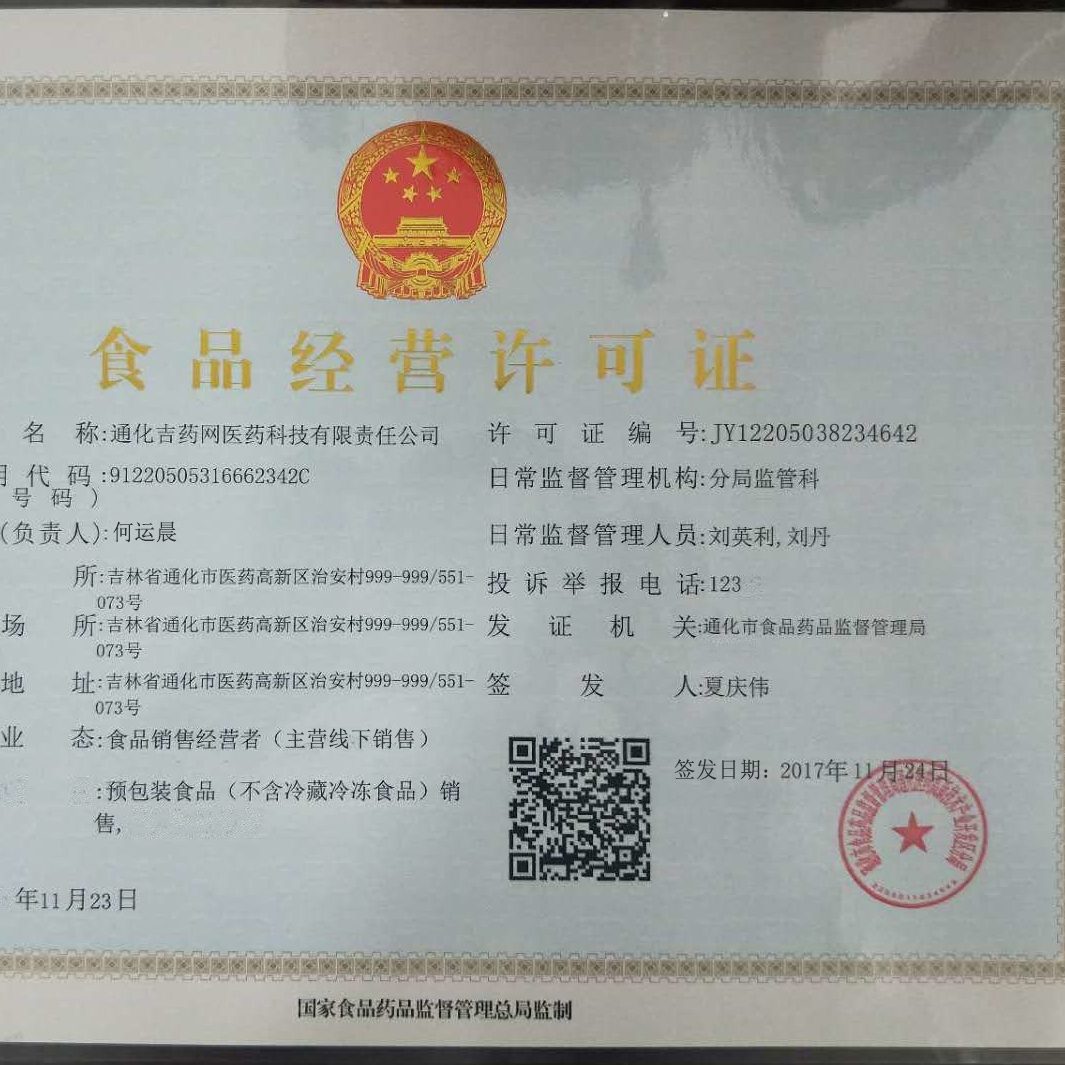 食品经营许可证
名 称:通化吉药网医药科技有限责任公司
代码:91220505316662342C
号码)
(负责人):何运晨
所:吉林省通化市医药高新区治安村999-999/551-
073号
场 所:吉林省通化市医药高新区治安村999-999/551-
073号
地 址:吉林省通化市医药高新区治安村999-999/551-
073号
业 态:食品销售经营者(主营线下销售)
:预包装食品(不含冷藏冷冻食品)销
售,
年11月23日
许可证编号:JY12205038234642
日常监督管理机构:分局监管科
日常监督管理人员:刘英利,刘丹
投诉举报电话:123
发证机关:通化市食品药品监督管理局
签发人:夏庆伟
签发日期: 2017年11月24日
国家食品药品监督管理总局监制